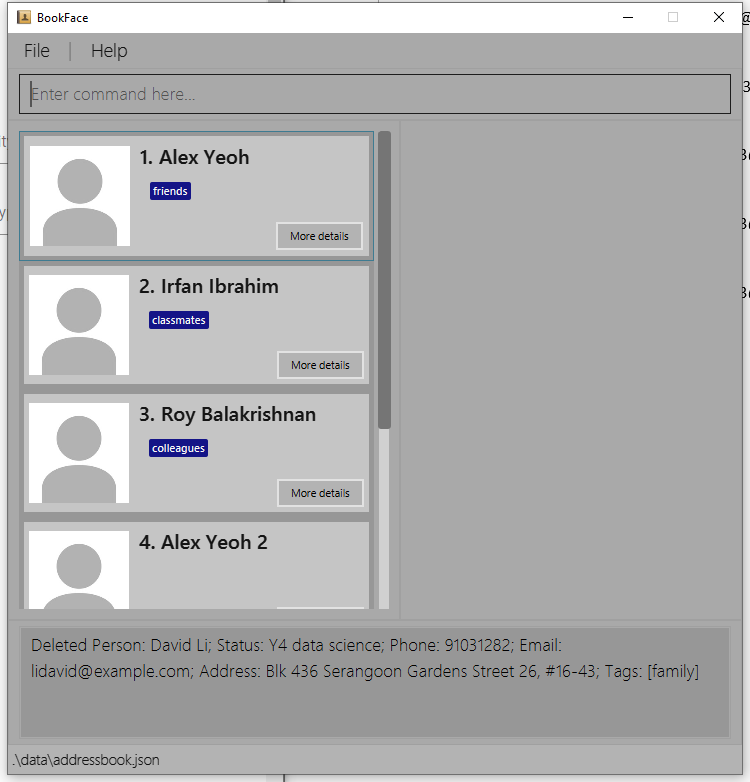 BookFace
File | Help
Enter command here...
1. Alex Yeoh
friends
More details
2. Irfan Ibrahim
classmates
More details
3. Roy Balakrishnan
colleagues
More details
4. Alex Yeoh 2
Deleted Person: David Li; Status: Y4 data science; Phone: 91031282; Email:
lidavid@example.com; Address: Blk 436 Serangoon Gardens Street 26, #16-43; Tags: [family]
.\data\addressbook.json